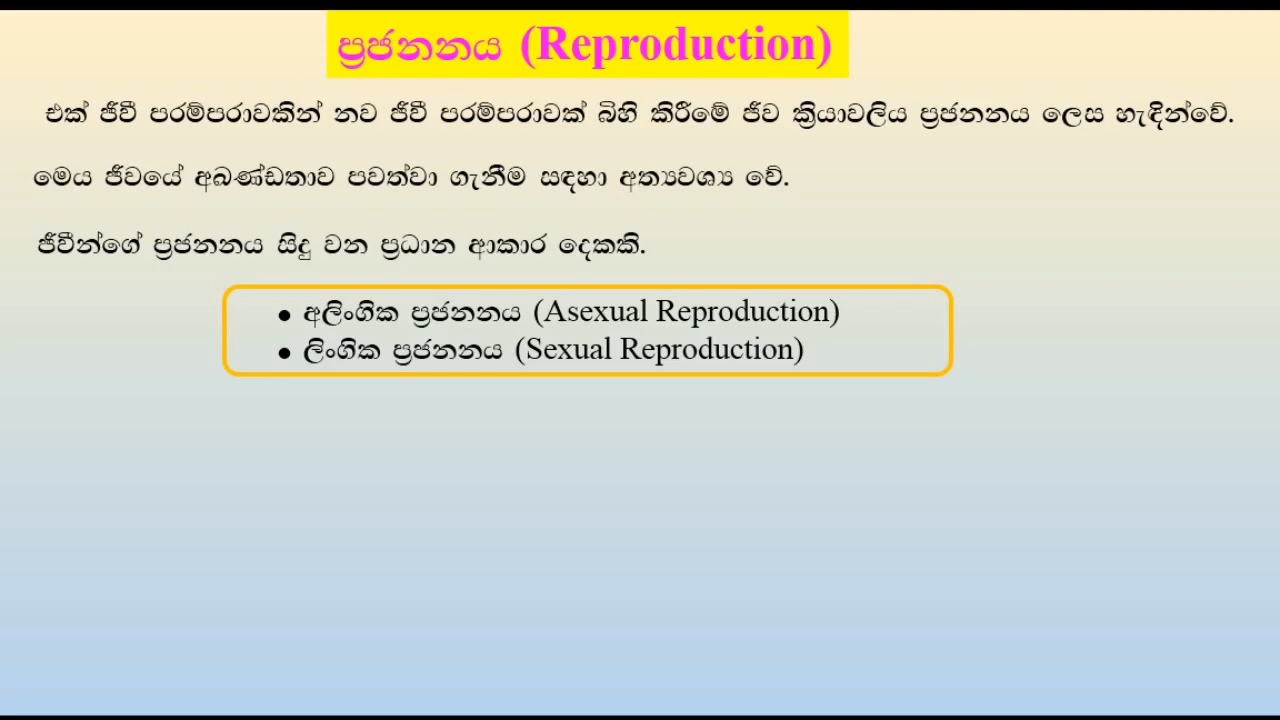 ප්‍රජනනය (Reproduction)
එක් ජීවී පරම්පරාවකින් නව ජීවී පරම්පරාවක් බිහි කිරීමේ ජීව ක්‍රියාවලිය ප්‍රජනනය ලෙස හැඳින්වේ.
මෙය ජීවයේ අඛණ්ඩතාව පවත්වා ගැනීම සඳහා අත්‍යවශ්‍ය වේ.
ජීවීන්ගේ ප්‍රජනනය සිදු වන ප්‍රධාන ආකාර දෙකකි.
• අලිංගික ප්‍රජනනය (Asexual Reproduction)
• ලිංගික ප්‍රජනනය (Sexual Reproduction)